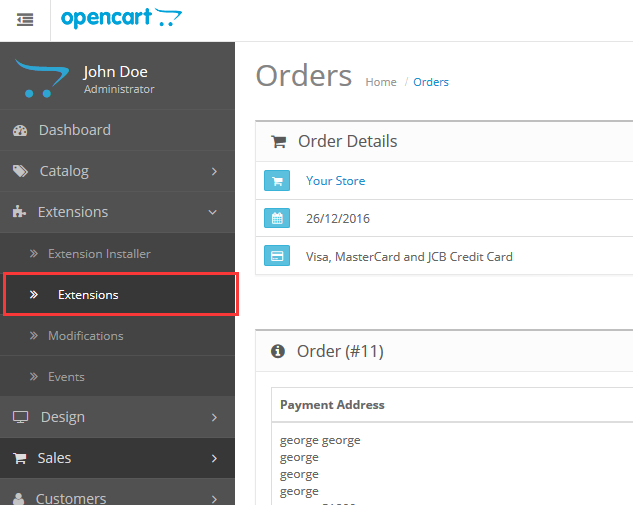 opencart
John Doe
Administrator
Dashboard
Catalog
Extensions
Extension Installer
Extensions
Modifications
Events
Design
Sales
Customers
Orders Home / Orders
Order Details
Your Store
26/12/2016
Visa, MasterCard and JCB Credit Card
Order (#11)
Payment Address
george george
george
george
george